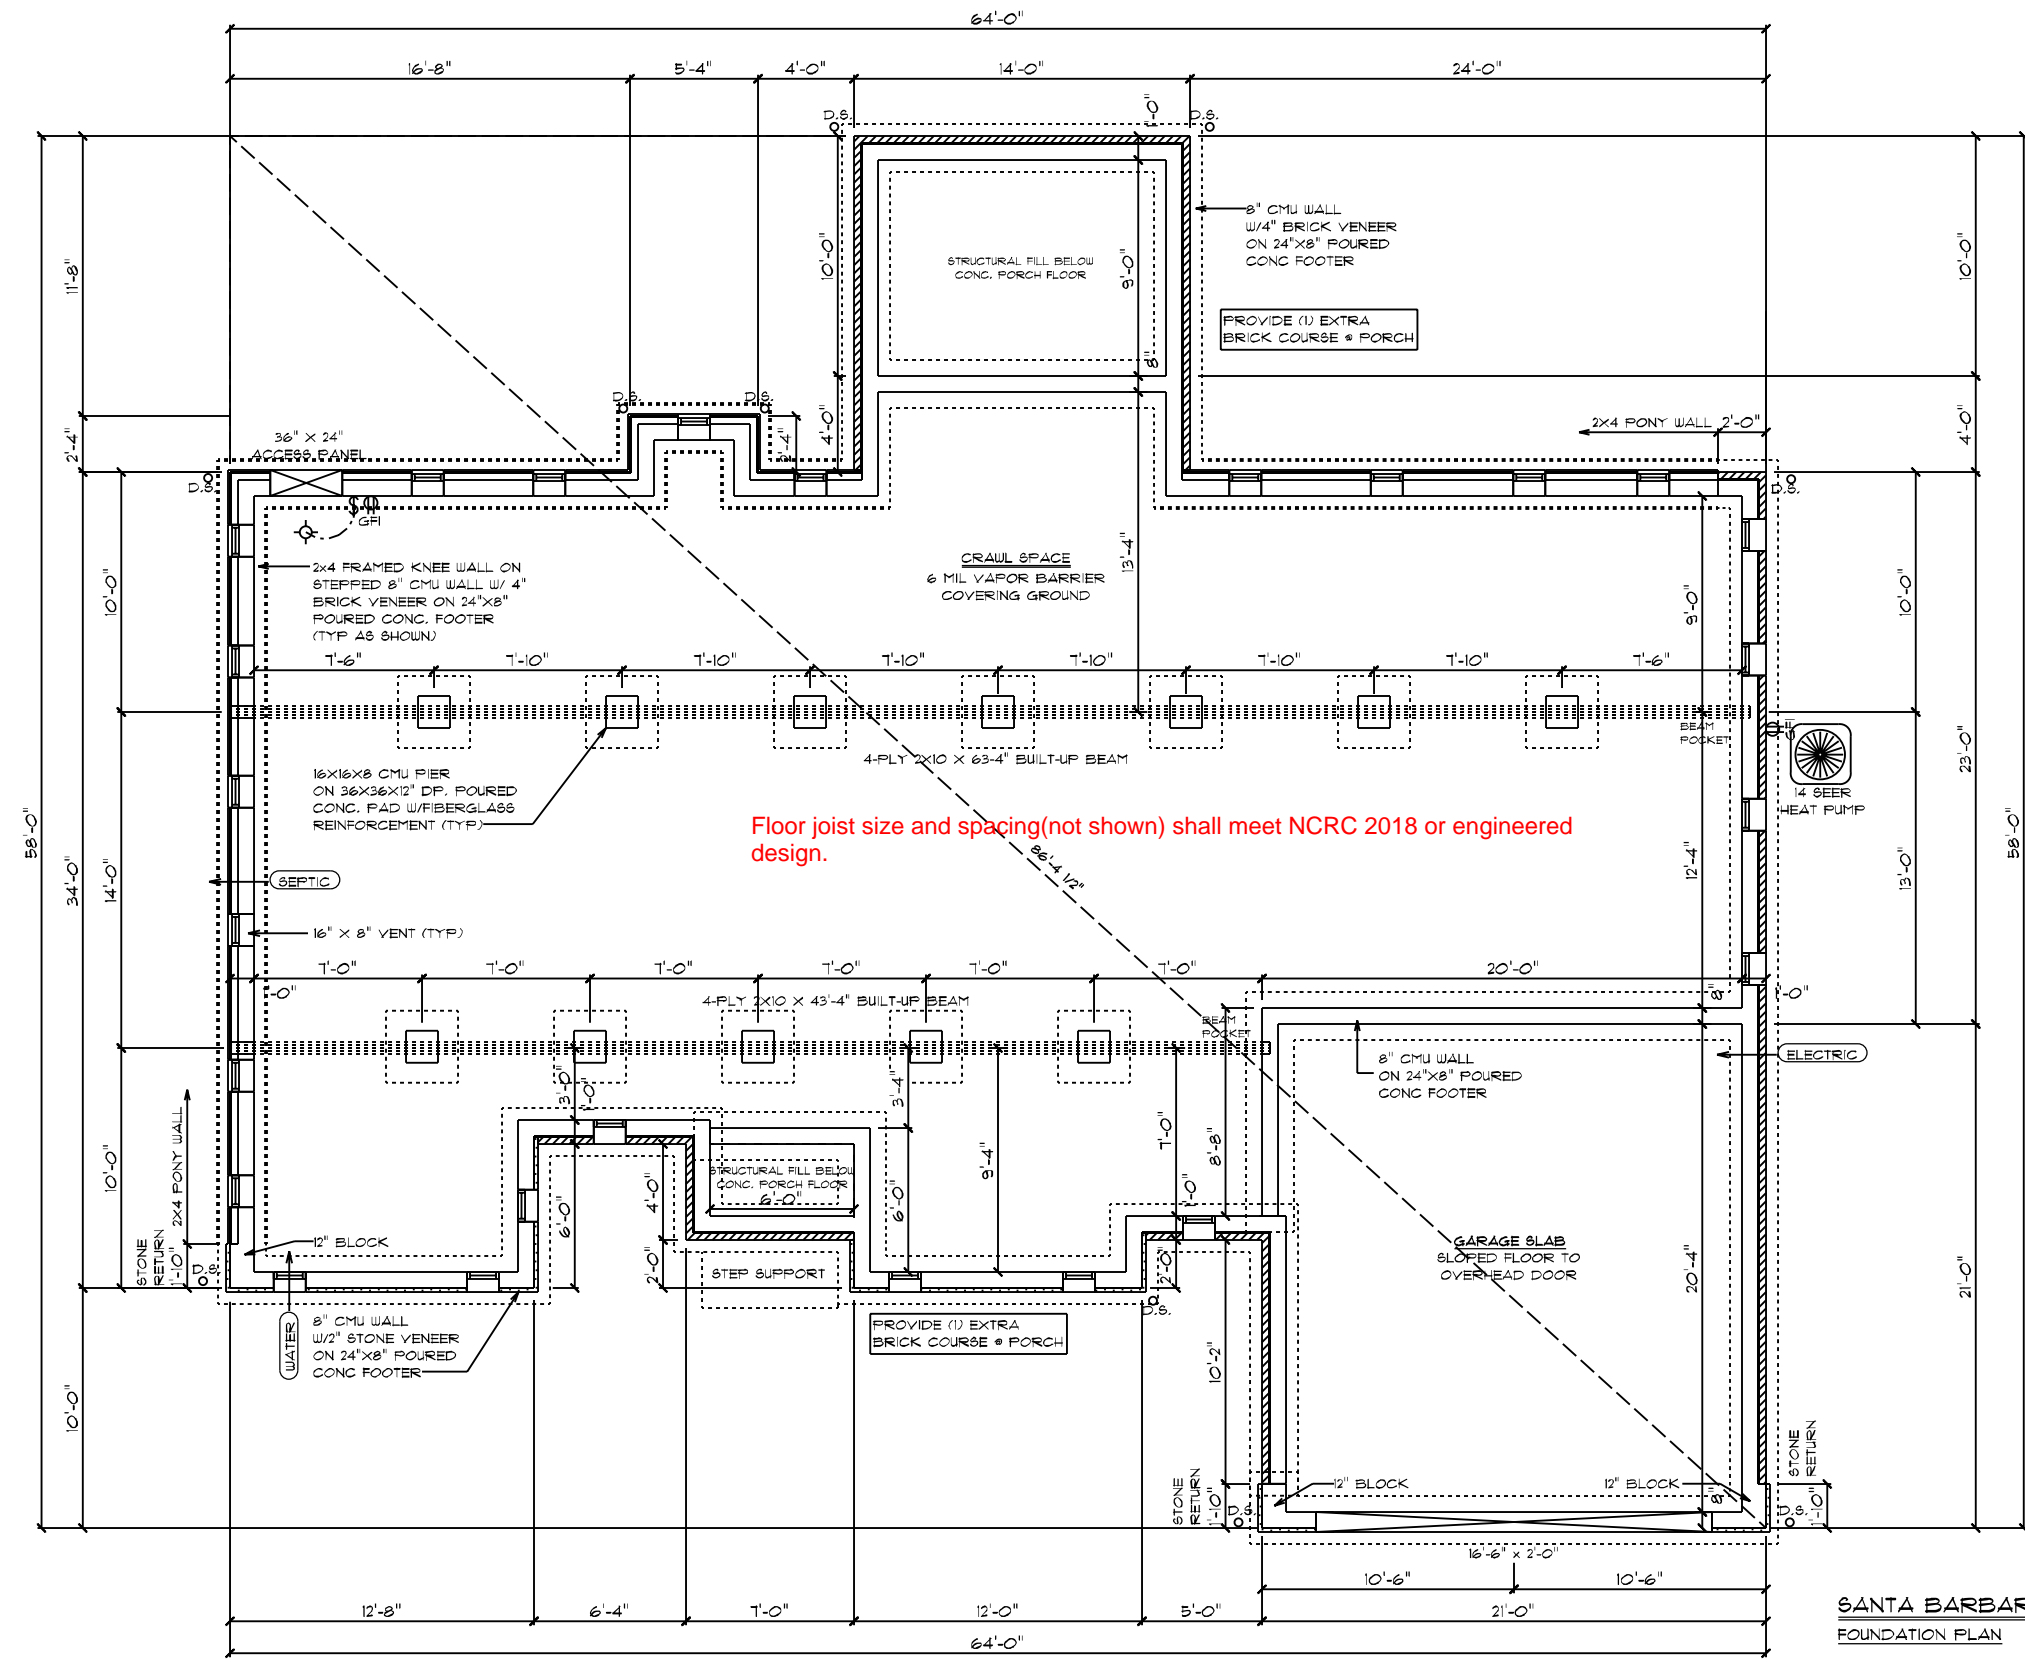 64'-0"
16'-8"
5'-4"
4'-0"
14'-0"
24'-0"
D.S.
D.S.
1'-0"
11'-8"
10'-0"
STRUCTURAL FILL BELOW
CONC. PORCH FLOOR
9'-0"
8" CMU WALL
W/4" BRICK VENEER
ON 24"X8" POURED
CONC FOOTER
10'-0"
PROVIDE (1) EXTRA
BRICK COURSE @ PORCH
8"
D.S.
D.S.
2'-4"
36" X 24"
ACCESS PANEL
2'-4"
4'-0"
2X4 PONY WALL
2'-0"
4'-0"
D.S.
D.S.
GFI
CRAWL SPACE
6 MIL VAPOR BARRIER
COVERING GROUND
13'-4"
2x4 FRAMED KNEE WALL ON
STEPPED 8" CMU WALL W/ 4"
BRICK VENEER ON 24"X8"
POURED CONC. FOOTER
(TYP AS SHOWN)
10'-0"
9'-0"
10'-0"
7'-6"
7'-10"
7'-10"
7'-10"
7'-10"
7'-10"
7'-10"
7'-6"
BEAM
POCKET
GFI
4-PLY 2X10 X 63-4" BUILT-UP BEAM
16X16X8 CMU PIER
ON 36X36X12" DP. POURED
CONC. PAD W/FIBERGLASS
REINFORCEMENT (TYP)
14 SEER
HEAT PUMP
23'-0"
58'-0"
Floor joist size and spacing(not shown) shall meet NCRC 2018 or engineered
design.
86'-4 1/2"
58'-0"
34'-0"
14'-0"
12'-4"
13'-0"
SEPTIC
16" X 8" VENT (TYP)
7'-0"
7'-0"
7'-0"
7'-0"
7'-0"
7'-0"
20'-0"
1'-0"
4-PLY 2X10 X 43'-4" BUILT-UP BEAM
8"
1'-0"
BEAM
POCKET
8" CMU WALL
ON 24"X8" POURED
CONC FOOTER
ELECTRIC
3'-0"
1'-0"
3'-4"
9'-4"
7'-0"
8'-8"
2X4 PONY WALL
10'-0"
STRUCTURAL FILL BELOW
CONC. PORCH FLOOR
6'-0"
6'-0"
4'-0"
6'-0"
1'-0"
STONE
RETURN
1'-10"
D.S.
12" BLOCK
2'-0"
STEP SUPPORT
2'-0"
GARAGE SLAB
SLOPED FLOOR TO
OVERHEAD DOOR
20'-4"
21'-0"
D.S.
WATER
8" CMU WALL
W/2" STONE VENEER
ON 24"X8" POURED
CONC FOOTER
PROVIDE (1) EXTRA
BRICK COURSE @ PORCH
10'-2"
10'-0"
STONE
RETURN
1'-10"
D.S.
12" BLOCK
12" BLOCK
8"
STONE
RETURN
1'-10"
D.S.
16'-6" x 2'-0"
10'-6"
10'-6"
12'-8"
6'-4"
7'-0"
12'-0"
5'-0"
21'-0"
64'-0"
SANTA BARBAR
FOUNDATION PLAN